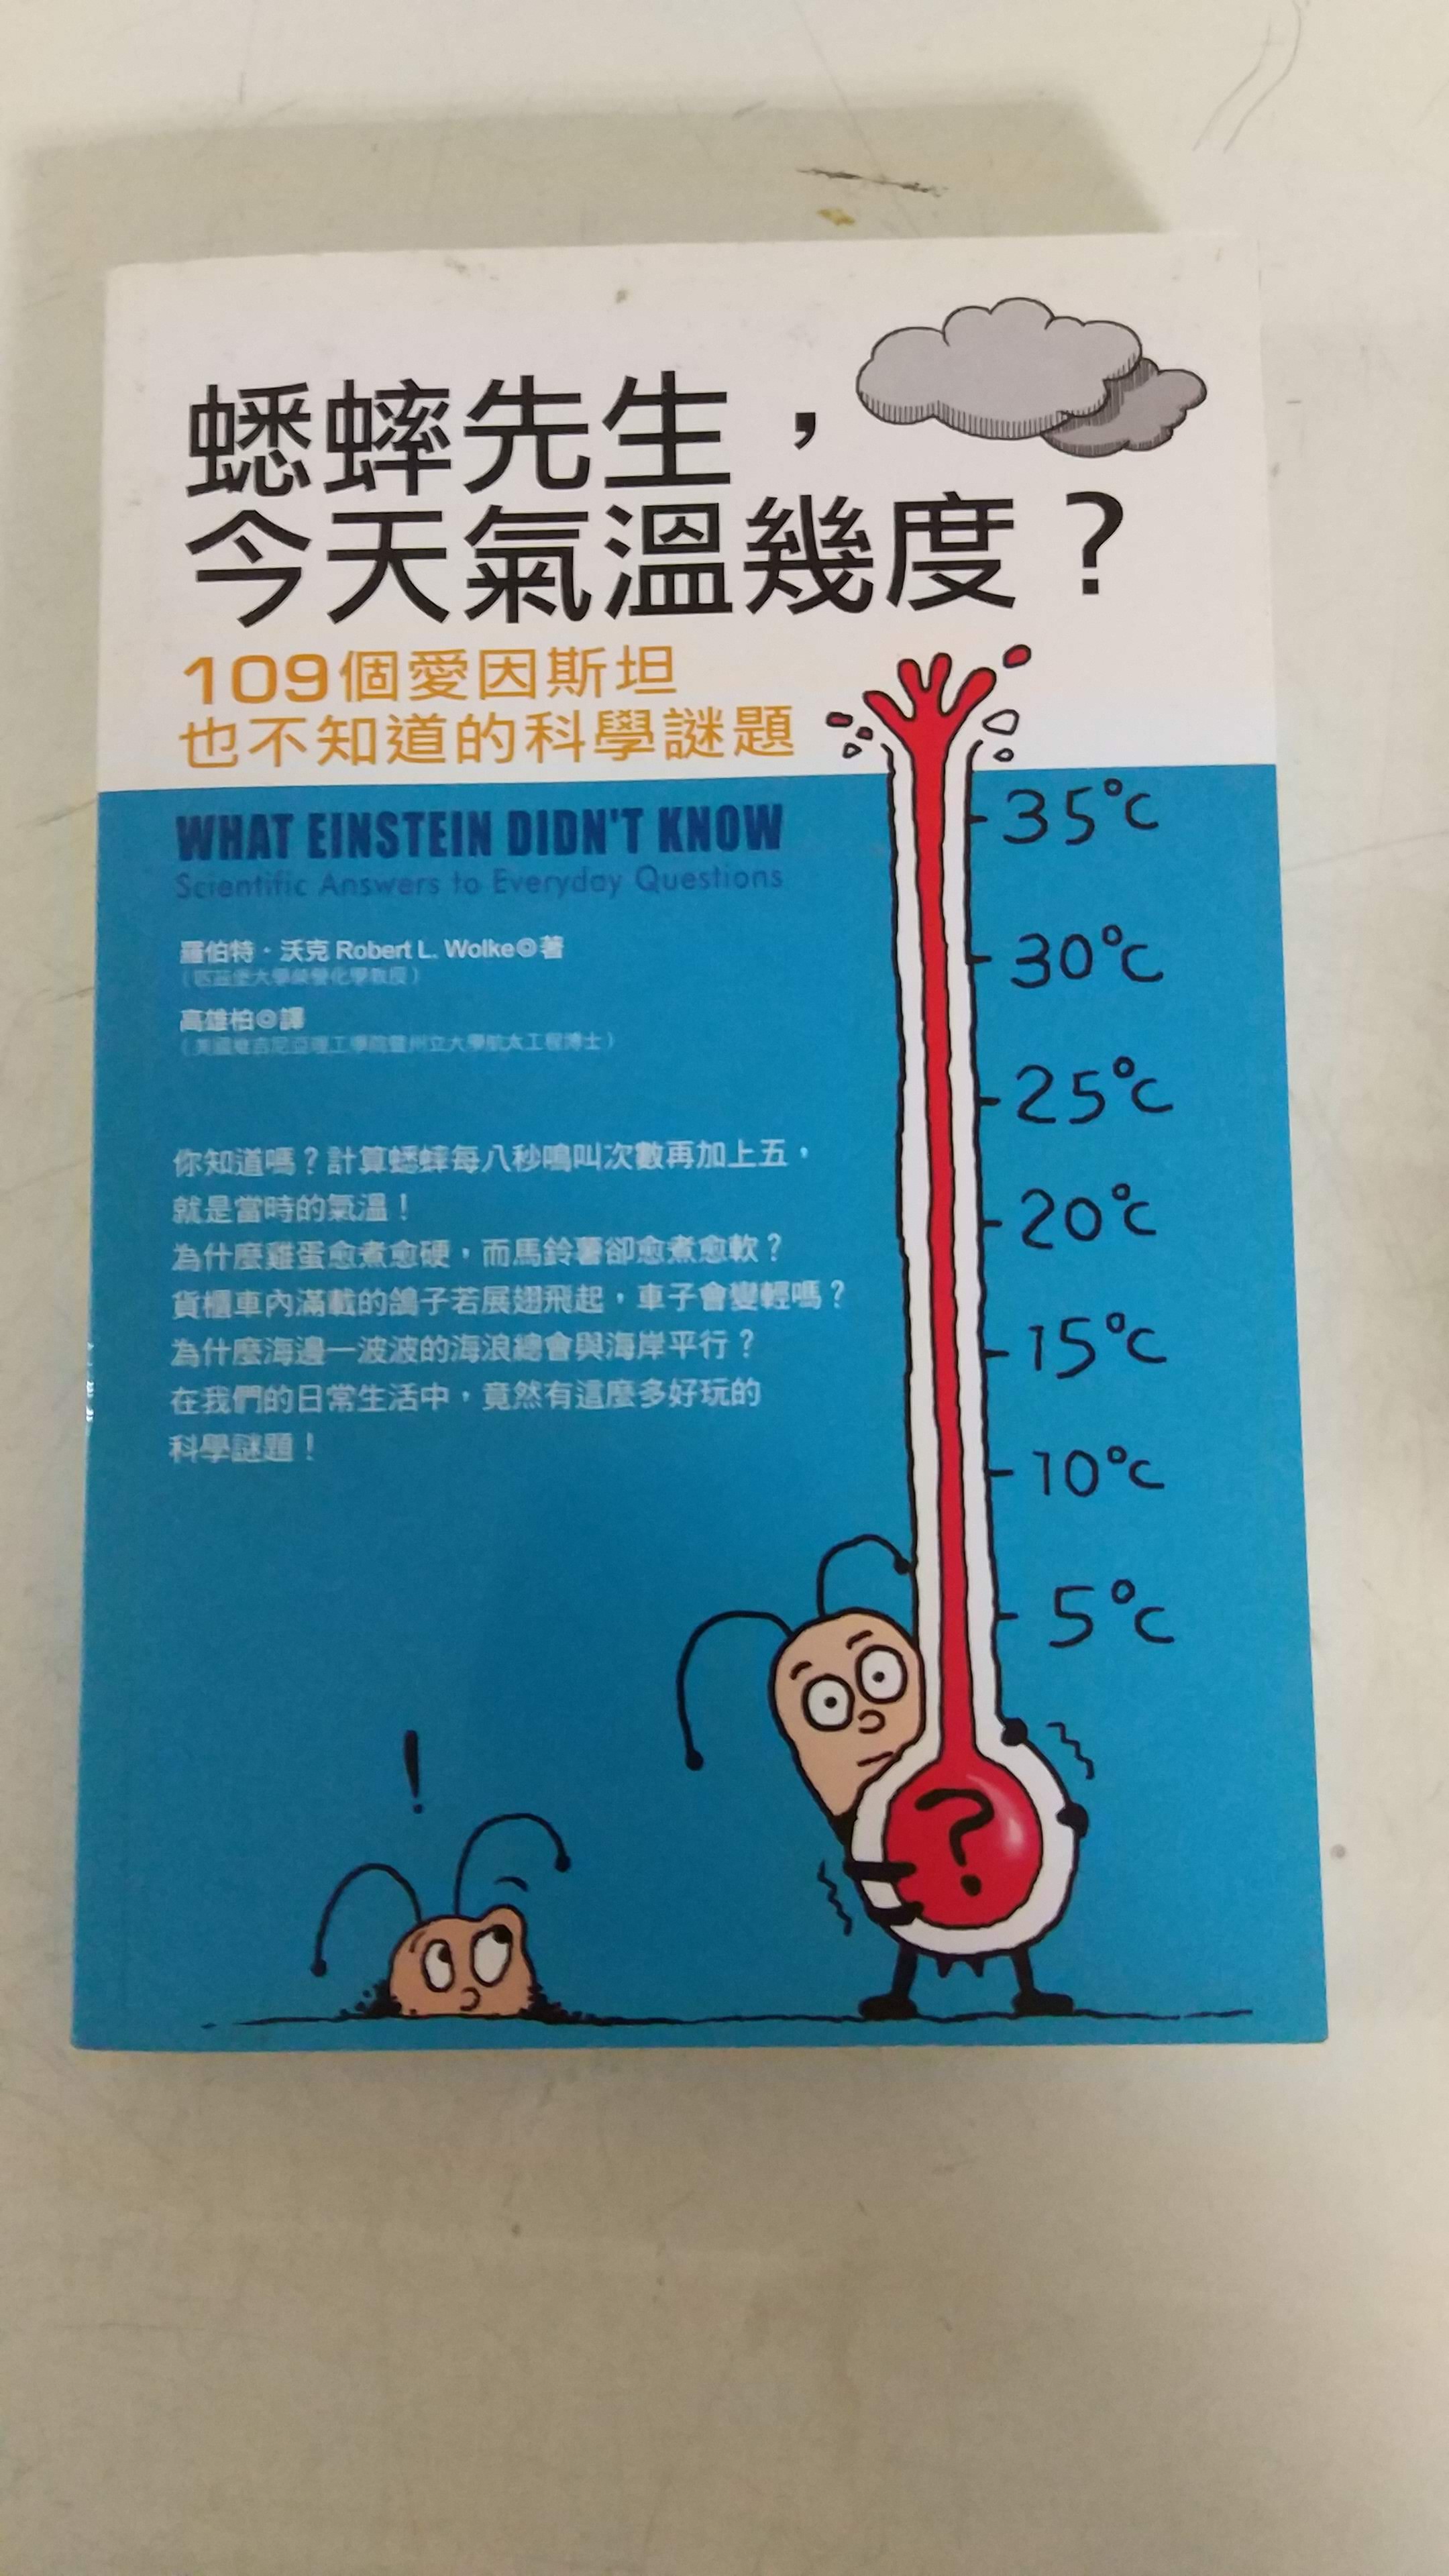 蟋蟀先生，
今天氣溫幾度？
109個愛因斯坦
也不知道的科學謎題
WHAT EINSTEIN DIDN'T KNOW
Scientific Answers to Everyday Questions
羅伯特・沃克 Robert L. Wolke◎著
（匹茲堡大學榮譽化學教授）
高雄柏◎譯
（美國維吉尼亞理工學院暨州立大學航太工程博士）
你知道嗎？計算蟋蟀每八秒鳴叫次數再加上五，
就是當時的氣溫！
為什麼雞蛋愈煮愈硬，而馬鈴薯卻愈煮愈軟？
貨櫃車內滿載的鴿子若展翅飛起，車子會變輕嗎？
為什麼海邊一波波的海浪總會與海岸平行？
在我們的日常生活中，竟然有這麼多好玩的
科學謎題！
35°C
30°C
25°C
20°C
15°C
10°C
5°C
!
?